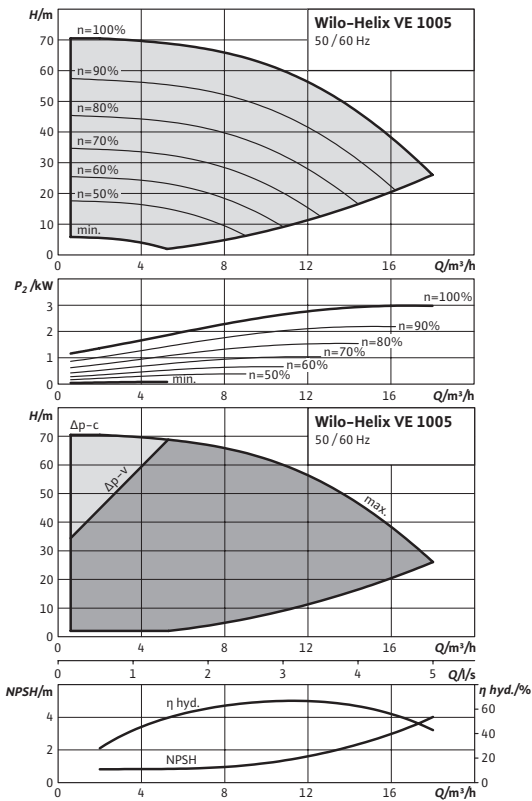 H/m
Wilo-Helix VE 1005
50 / 60 Hz
n=100%
70
n=90%
60
50
n=80%
40
n=70%
30
n=60%
20
n=50%
10
min.
0
0 4 8 12 16 Q/m³/h
P₂ /kW
n=100%
3
n=90%
2
n=80%
n=70%
1
n=60%
n=50%
min.
0
0 4 8 12 16 Q/m³/h
H/m
Δp-c
Wilo-Helix VE 1005
50 / 60 Hz
70
60
Δp-v
50
max.
40
30
20
10
0
0 4 8 12 16 Q/m³/h
0 1 2 3 4 5 Q/l/s
NPSH/m
η hyd./%
η hyd.
4
60
40
2
NPSH
20
0
0
0 4 8 12 16 Q/m³/h